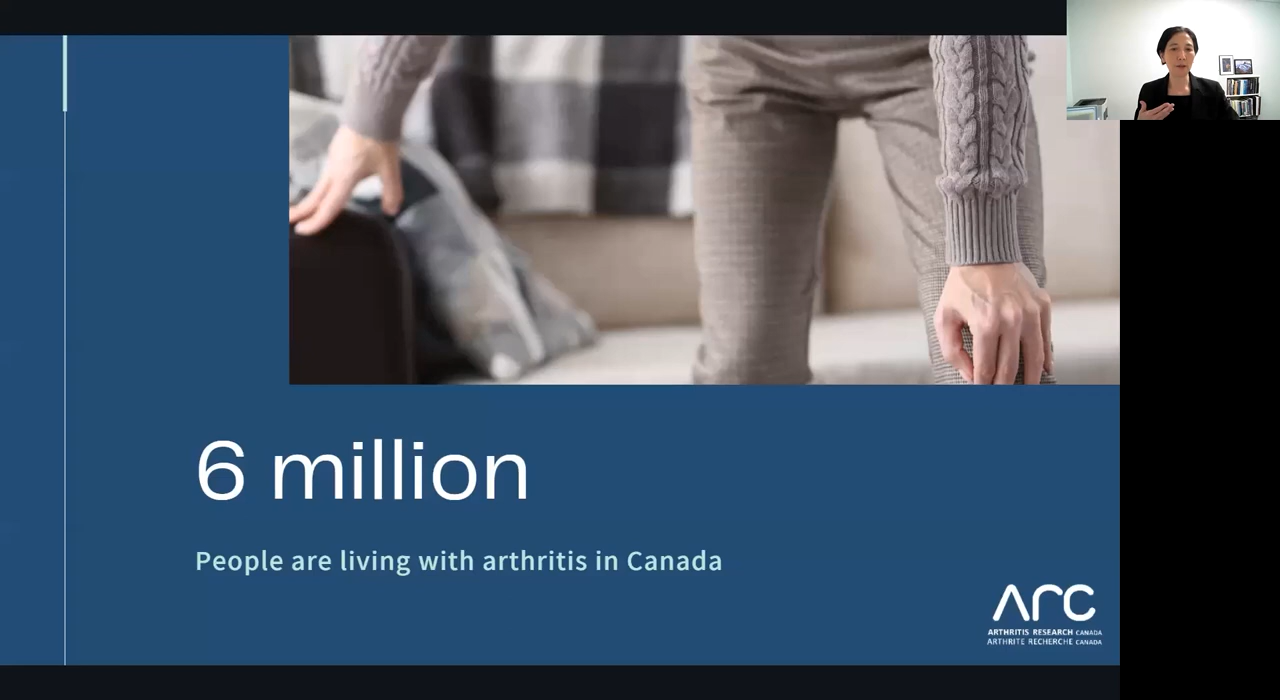 6 million
People are living with arthritis in Canada
ARC
ARTHRITIS RESEARCH CANADA
ARTHRITE RECHERCHE CANADA